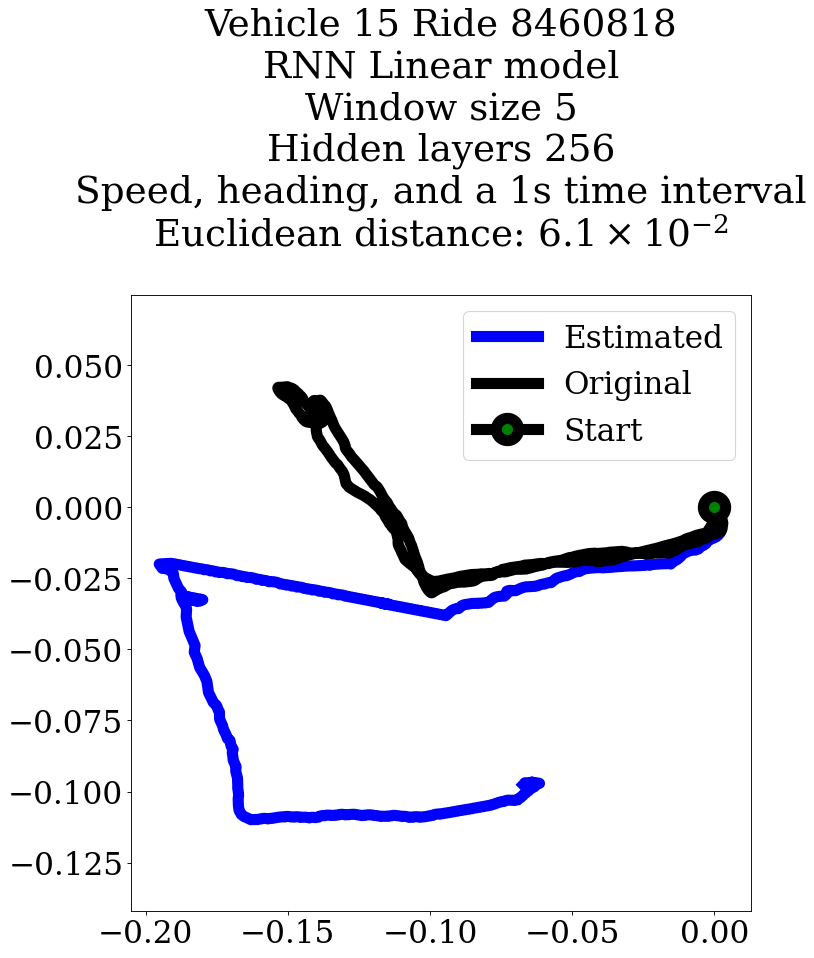 Vehicle 15 Ride 8460818
RNN Linear model
Window size 5
Hidden layers 256
Speed, heading, and a 1s time interval
Euclidean distance: 6.1 × 10⁻²
Estimated
Original
Start
0.050
0.025
0.000
−0.025
−0.050
−0.075
−0.100
−0.125
−0.20 −0.15 −0.10 −0.05 0.00